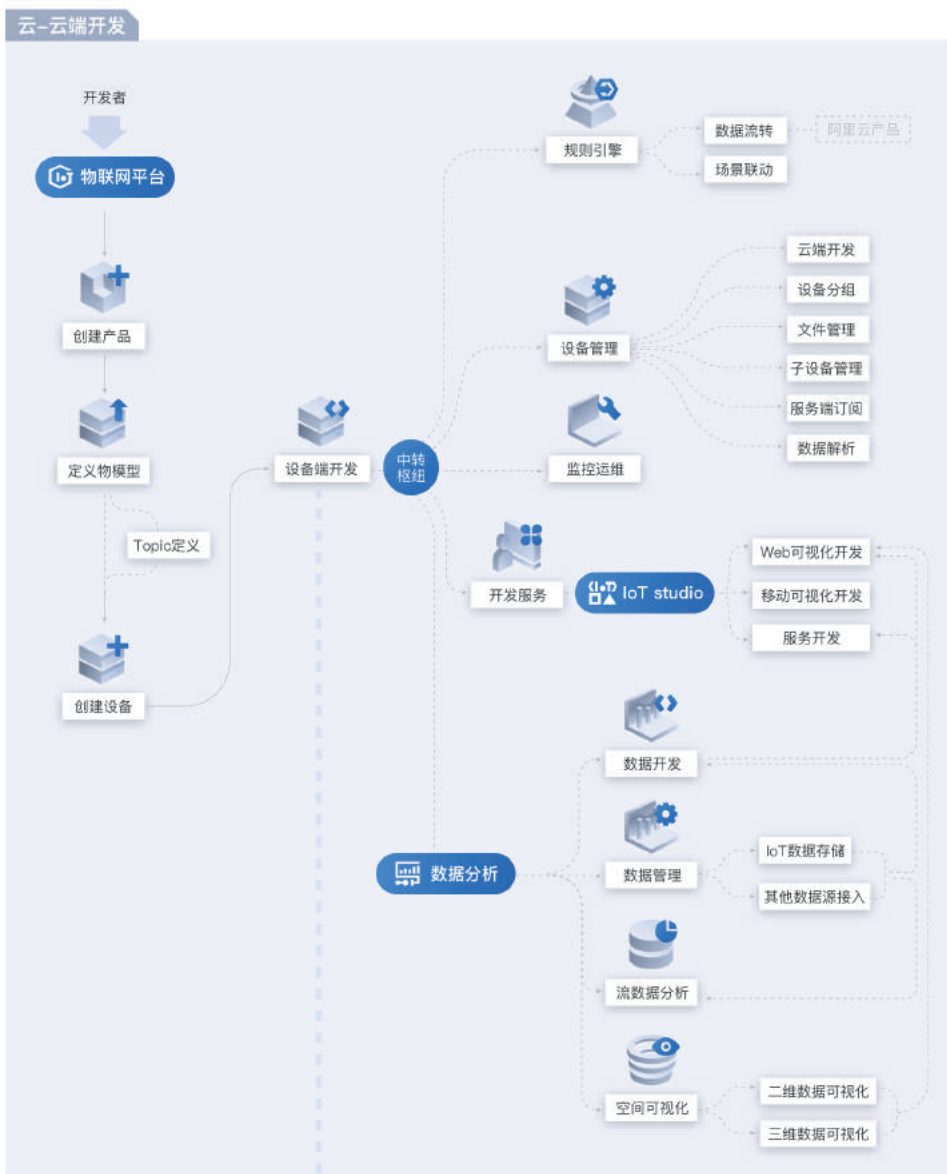 云-云端开发
开发者
物联网平台
创建产品
定义物模型
Topic定义
创建设备
设备端开发
中转
枢纽
规则引擎
数据流转
阿里云产品
场景联动
设备管理
云端开发
设备分组
文件管理
子设备管理
服务端订阅
数据解析
监控运维
开发服务
IoT studio
Web可视化开发
移动可视化开发
服务开发
数据分析
数据开发
数据管理
IoT数据存储
其他数据源接入
流数据分析
空间可视化
二维数据可视化
三维数据可视化